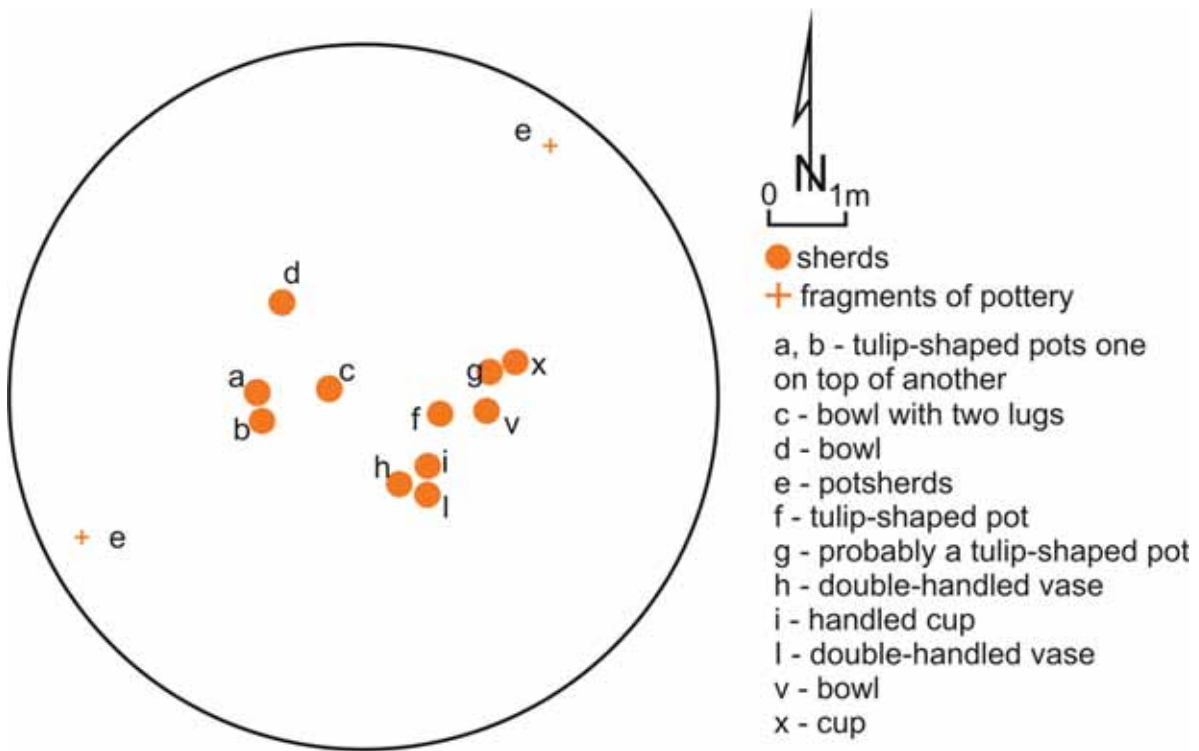 e
N
0 1m
sherds
fragments of pottery
d
a
c
b
g
x
f
v
h
i
l
e
a, b - tulip-shaped pots one
on top of another
c - bowl with two lugs
d - bowl
e - potsherds
f - tulip-shaped pot
g - probably a tulip-shaped pot
h - double-handled vase
i - handled cup
l - double-handled vase
v - bowl
x - cup